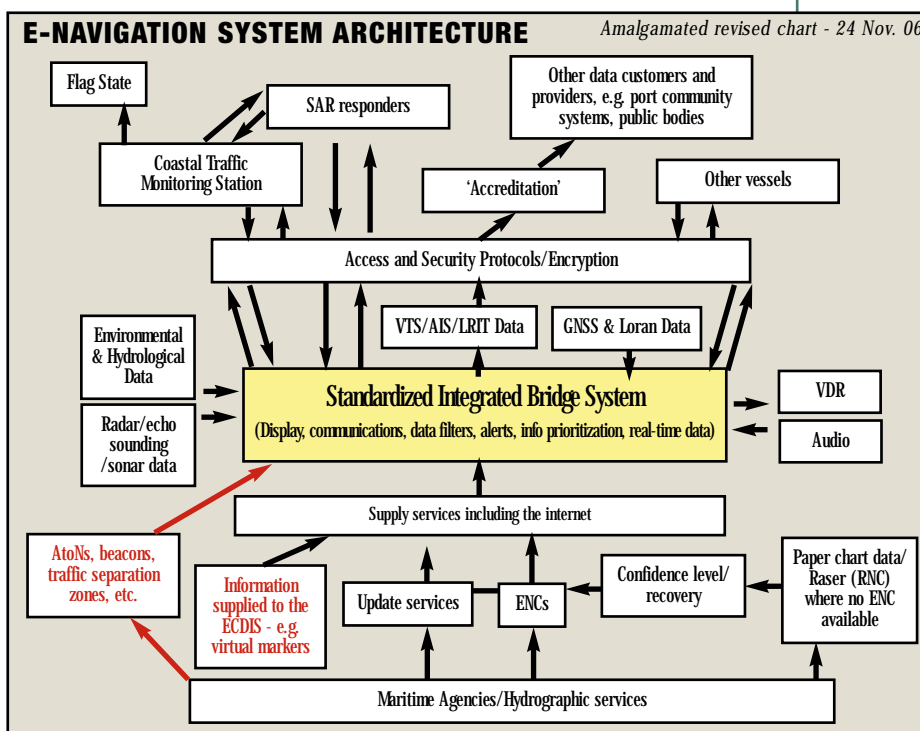 E-NAVIGATION SYSTEM ARCHITECTURE
Amalgamated revised chart - 24 Nov. 06
Flag State
SAR responders
Other data customers and
providers, e.g. port community
systems, public bodies
Coastal Traffic
Monitoring Station
'Accreditation'
Other vessels
Access and Security Protocols/Encryption
VTS/AIS/LRIT Data
GNSS & Loran Data
Environmental
& Hydrological
Data
Radar/echo
sounding
/sonar data
Standardized Integrated Bridge System
(Display, communications, data filters, alerts, info prioritization, real-time data)
VDR
Audio
Supply services including the internet
AtoNs, beacons,
traffic separation
zones, etc.
Information
supplied to the
ECDIS - e.g.
virtual markers
Update services
ENCs
Confidence level/
recovery
Paper chart data/
Raser (RNC)
where no ENC
available
Maritime Agencies/Hydrographic services